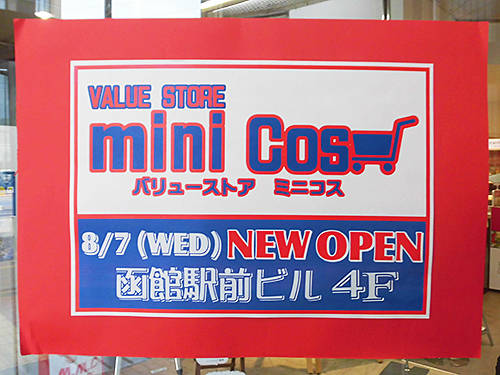 VALUE STORE
mini Cos
バリューストア ミニコス
8/7 (WED) NEW OPEN
函館駅前ビル 4F